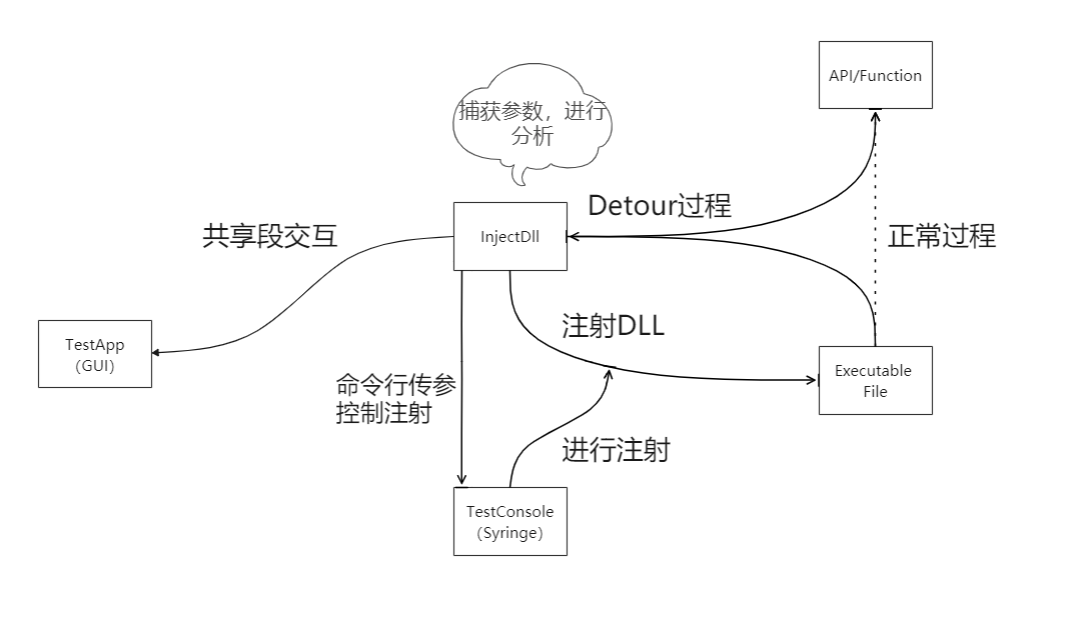 API/Function
捕获参数，进行
分析
Detour过程
共享段交互
InjectDll
正常过程
注射DLL
TestApp
（GUI）
命令行传参
控制注射
Executable
File
进行注射
TestConsole
（Syringe）